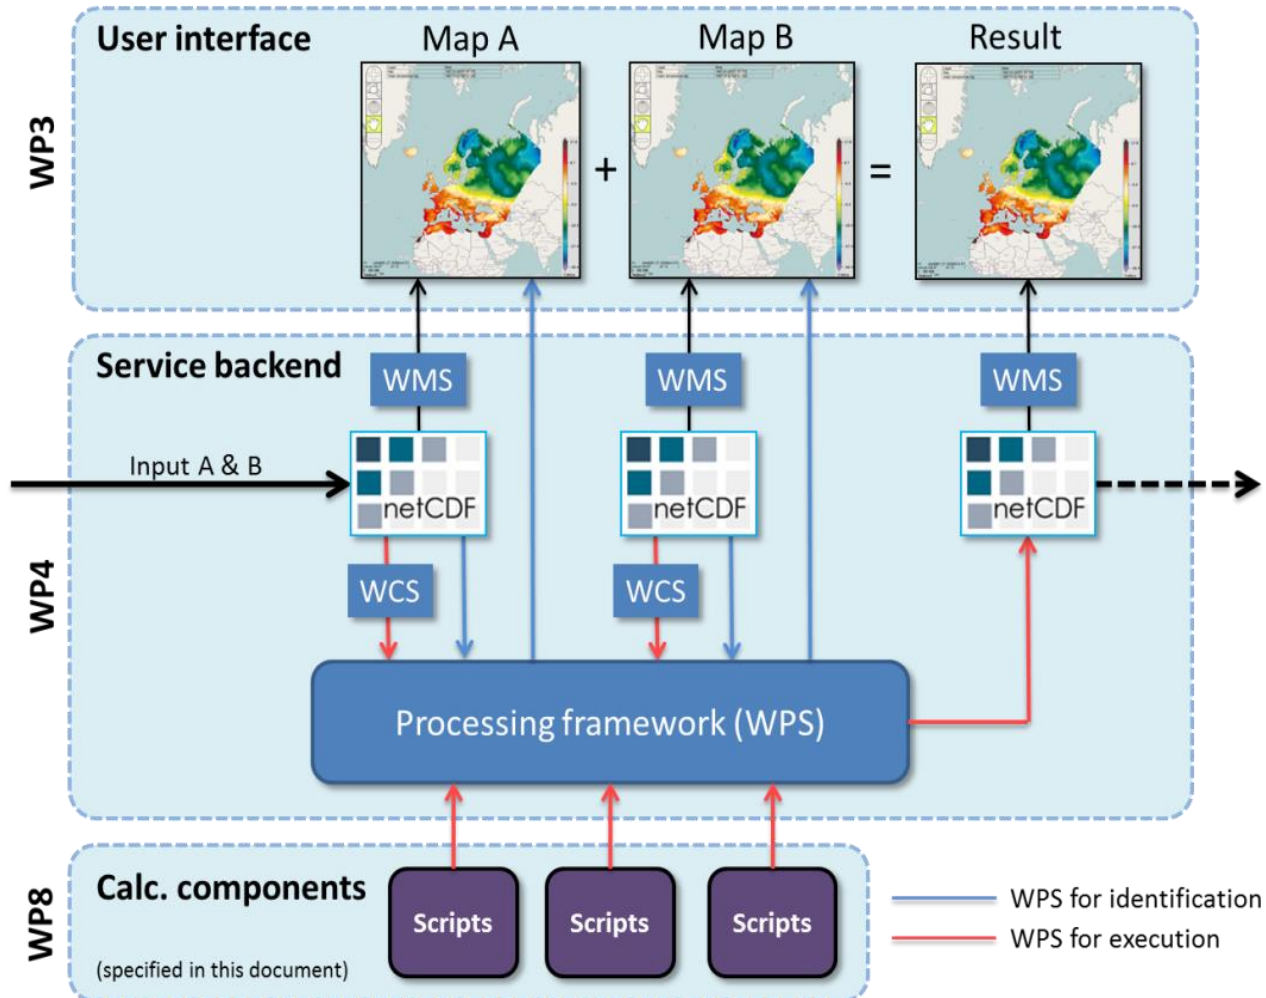 User interface
Map A
Map B
Result
WP3
+
=
Service backend
WMS
WMS
WMS
Input A & B
netCDF
netCDF
netCDF
WP4
WCS
WCS
Processing framework (WPS)
Calc. components
WP8
Scripts
Scripts
Scripts
(specified in this document)
WPS for identification
WPS for execution